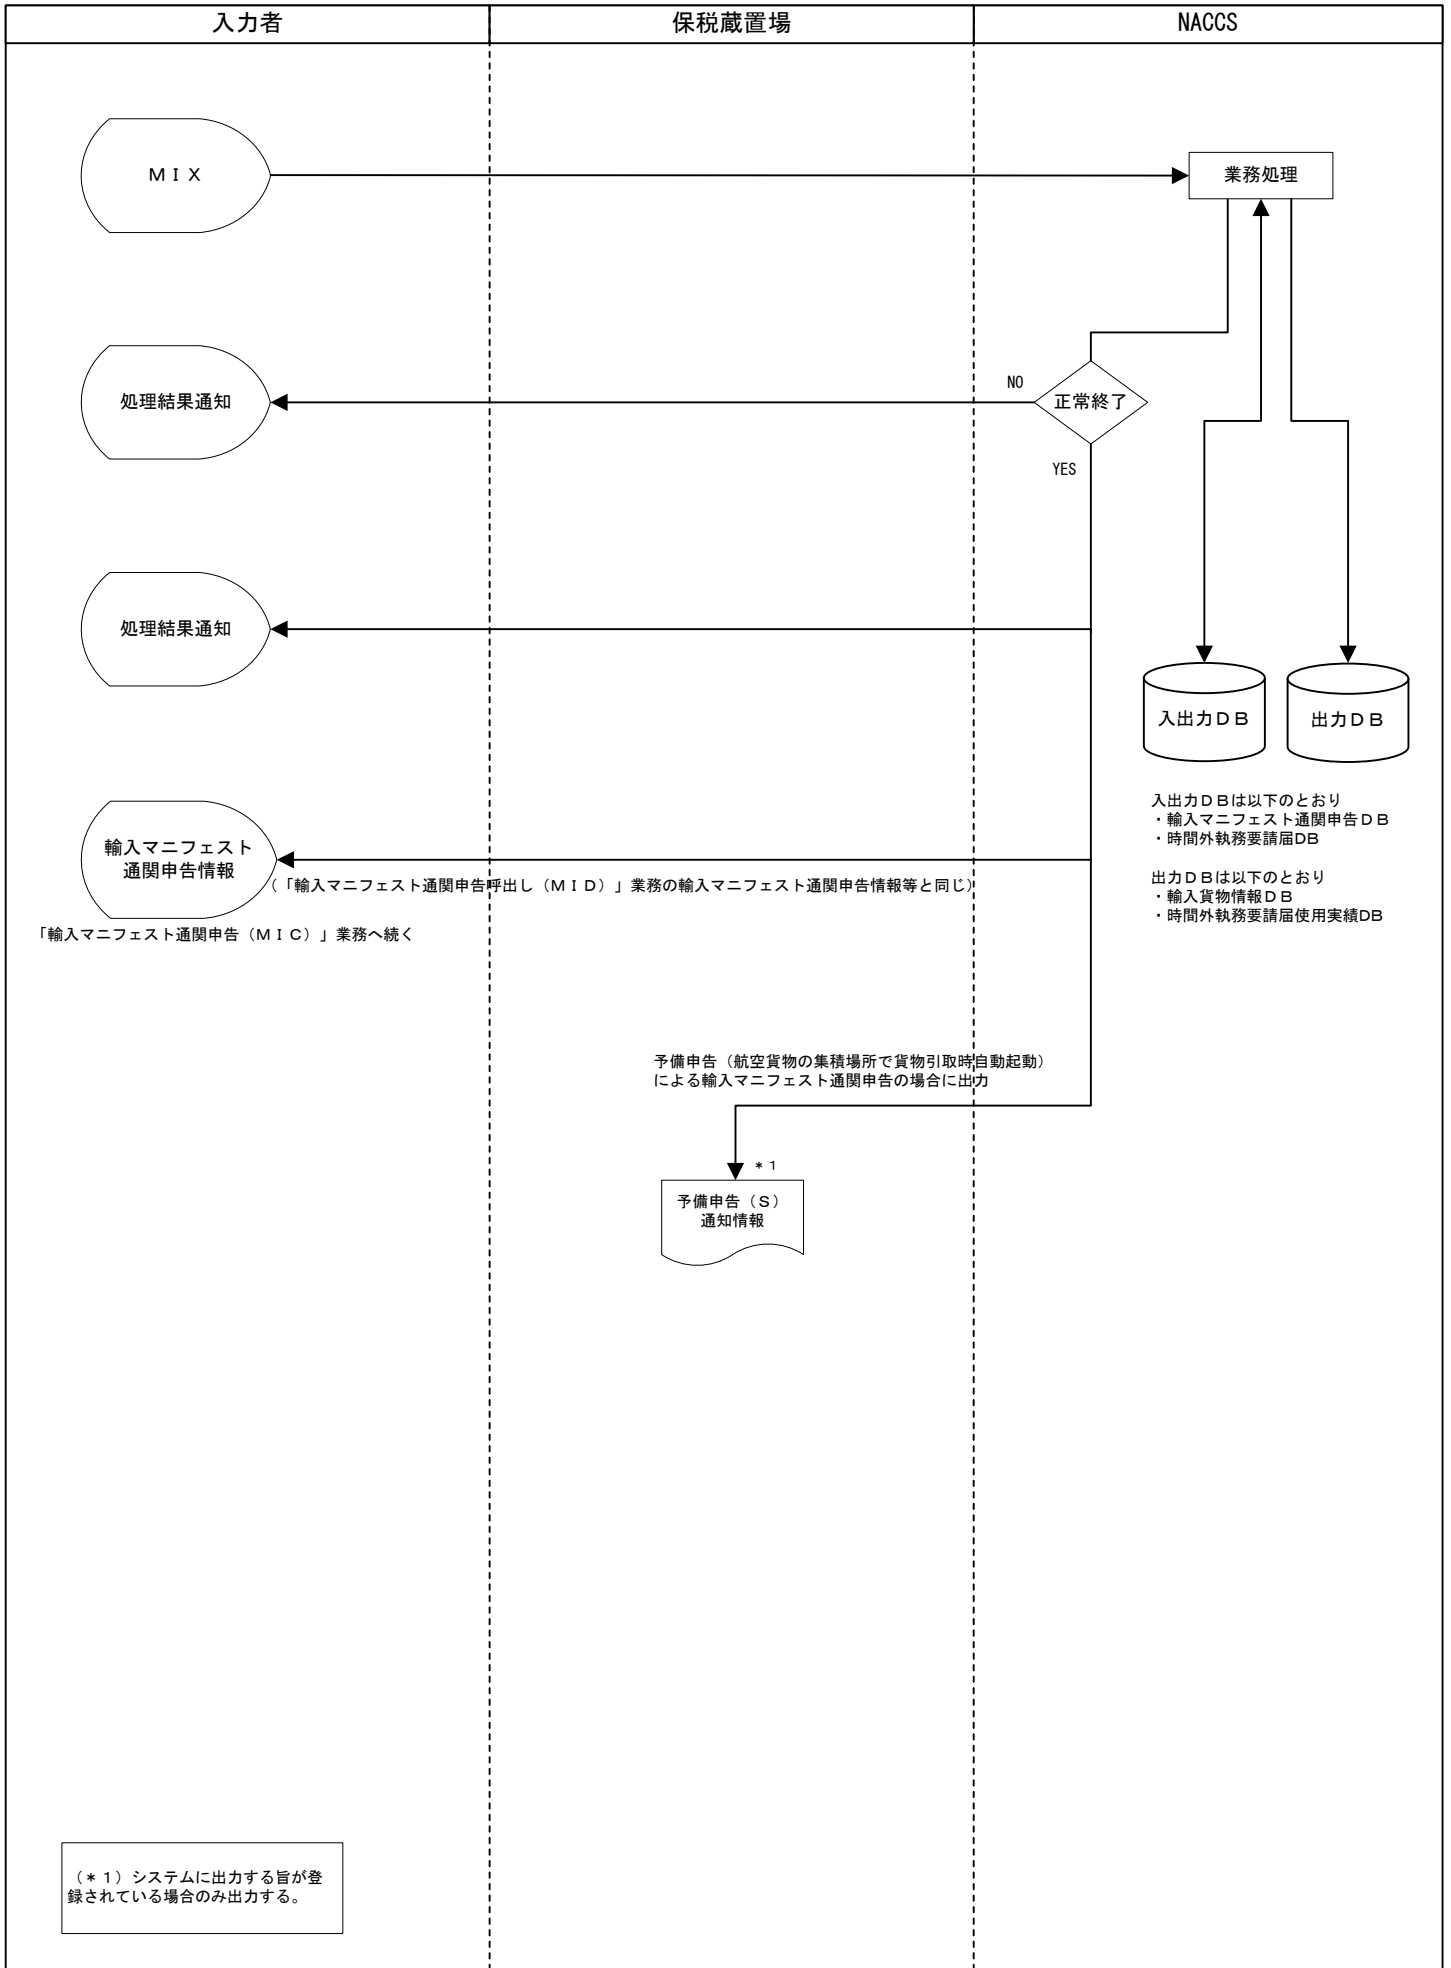 入力者
保税蔵置場
NACCS
ＭＩＸ
業務処理
処理結果通知
NO
正常終了
YES
処理結果通知
入出力ＤＢ
出力ＤＢ
入出力ＤＢは以下のとおり
・輸入マニフェスト通関申告ＤＢ
・時間外執務要請届DB
出力ＤＢは以下のとおり
・輸入貨物情報ＤＢ
・時間外執務要請届使用実績DB
輸入マニフェスト
通関申告情報
（「輸入マニフェスト通関申告呼出し（ＭＩＤ）」業務の輸入マニフェスト通関申告情報等と同じ）
「輸入マニフェスト通関申告（ＭＩＣ）」業務へ続く
予備申告（航空貨物の集積場所で貨物引取時自動起動）
による輸入マニフェスト通関申告の場合に出力
＊１
予備申告（Ｓ）
通知情報
（＊１）システムに出力する旨が登
録されている場合のみ出力する。